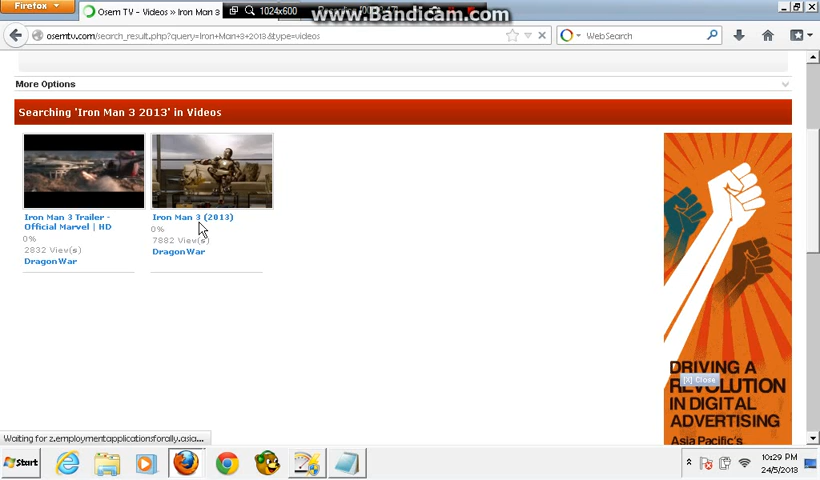 Firefox
Osem TV - Videos » Iron Man 3
1024x600
www.Bandicam.com
osemtv.com/search_result.php?query=Iron+Man+3+2013&type=videos
WebSearch
More Options
Searching 'Iron Man 3 2013' in Videos
Iron Man 3 Trailer -
Official Marvel | HD
0%
2832 View(s)
DragonWar
Iron Man 3 (2013)
0%
7882 View(s)
DragonWar
DRIVING A
[X] Close
REVOLUTION
IN DIGITAL
ADVERTISING
Asia Pacific's
Waiting for z.employmentapplicationsforally.asia...
Start
10:29 PM
24/5/2013